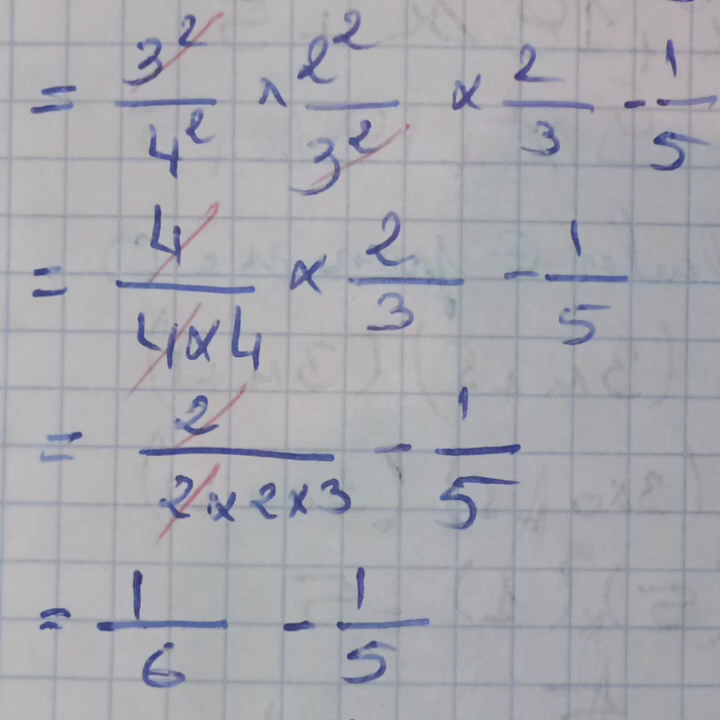 = 3²/4² × 2²/3² × 2/3 - 1/5
= 4/4×4 × 2/3 - 1/5
= 2/2×2×3 - 1/5
= 1/6 - 1/5